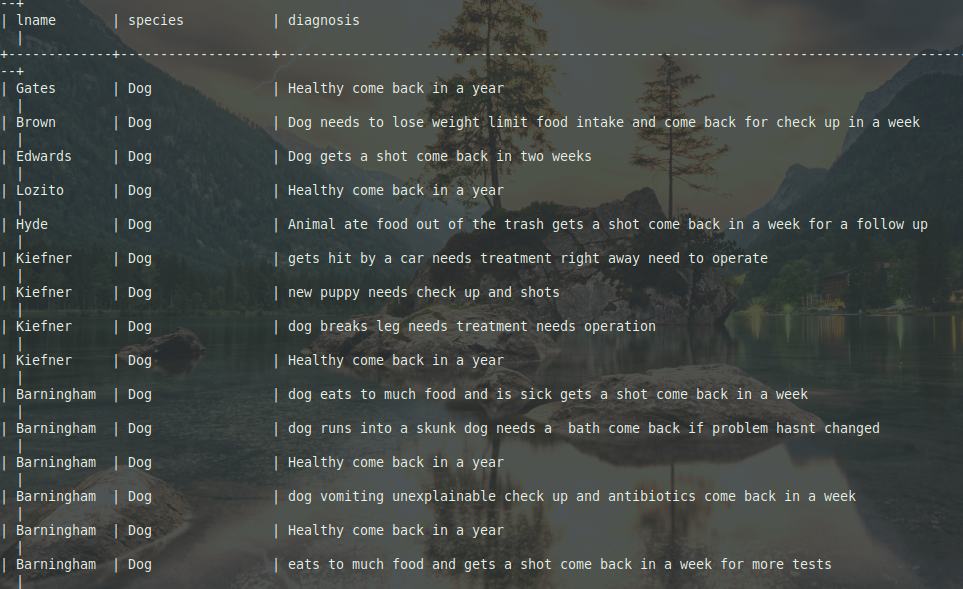 --+
| lname | species | diagnosis
|
+-------------+-------------------+-------------------------------------------------------------------------------------
--+
| Gates | Dog | Healthy come back in a year
|
| Brown | Dog | Dog needs to lose weight limit food intake and come back for check up in a week
|
| Edwards | Dog | Dog gets a shot come back in two weeks
|
| Lozito | Dog | Healthy come back in a year
|
| Hyde | Dog | Animal ate food out of the trash gets a shot come back in a week for a follow up
|
| Kiefner | Dog | gets hit by a car needs treatment right away need to operate
|
| Kiefner | Dog | new puppy needs check up and shots
|
| Kiefner | Dog | dog breaks leg needs treatment needs operation
|
| Kiefner | Dog | Healthy come back in a year
|
| Barningham | Dog | dog eats to much food and is sick gets a shot come back in a week
|
| Barningham | Dog | dog runs into a skunk dog needs a  bath come back if problem hasnt changed
|
| Barningham | Dog | Healthy come back in a year
|
| Barningham | Dog | dog vomiting unexplainable check up and antibiotics come back in a week
|
| Barningham | Dog | Healthy come back in a year
|
| Barningham | Dog | eats to much food and gets a shot come back in a week for more tests
|